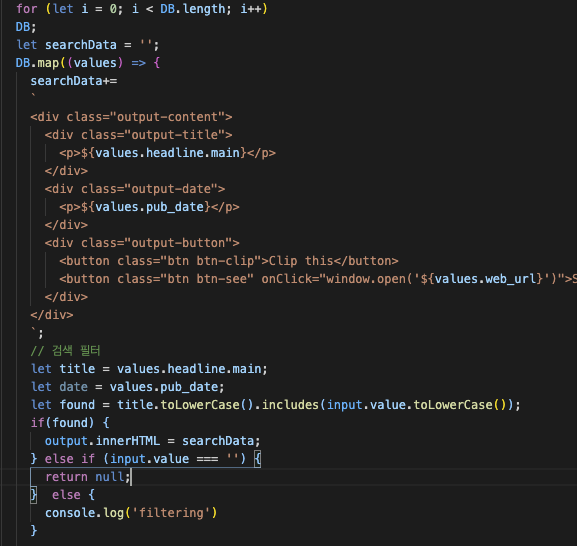 for (let i = 0; i < DB.length; i++)
DB;
let searchData = '';
DB.map((values) => {
searchData+=
`
<div class="output-content">
<div class="output-title">
<p>${values.headline.main}</p>
</div>
<div class="output-date">
<p>${values.pub_date}</p>
</div>
<div class="output-button">
<button class="btn btn-clip">Clip this</button>
<button class="btn btn-see" onClick="window.open('${values.web_url}')">
</div>
</div>
`;
// 검색 필터
let title = values.headline.main;
let date = values.pub_date;
let found = title.toLowerCase().includes(input.value.toLowerCase());
if(found) {
output.innerHTML = searchData;
} else if (input.value === '') {
return null;
} else {
console.log('filtering')
}